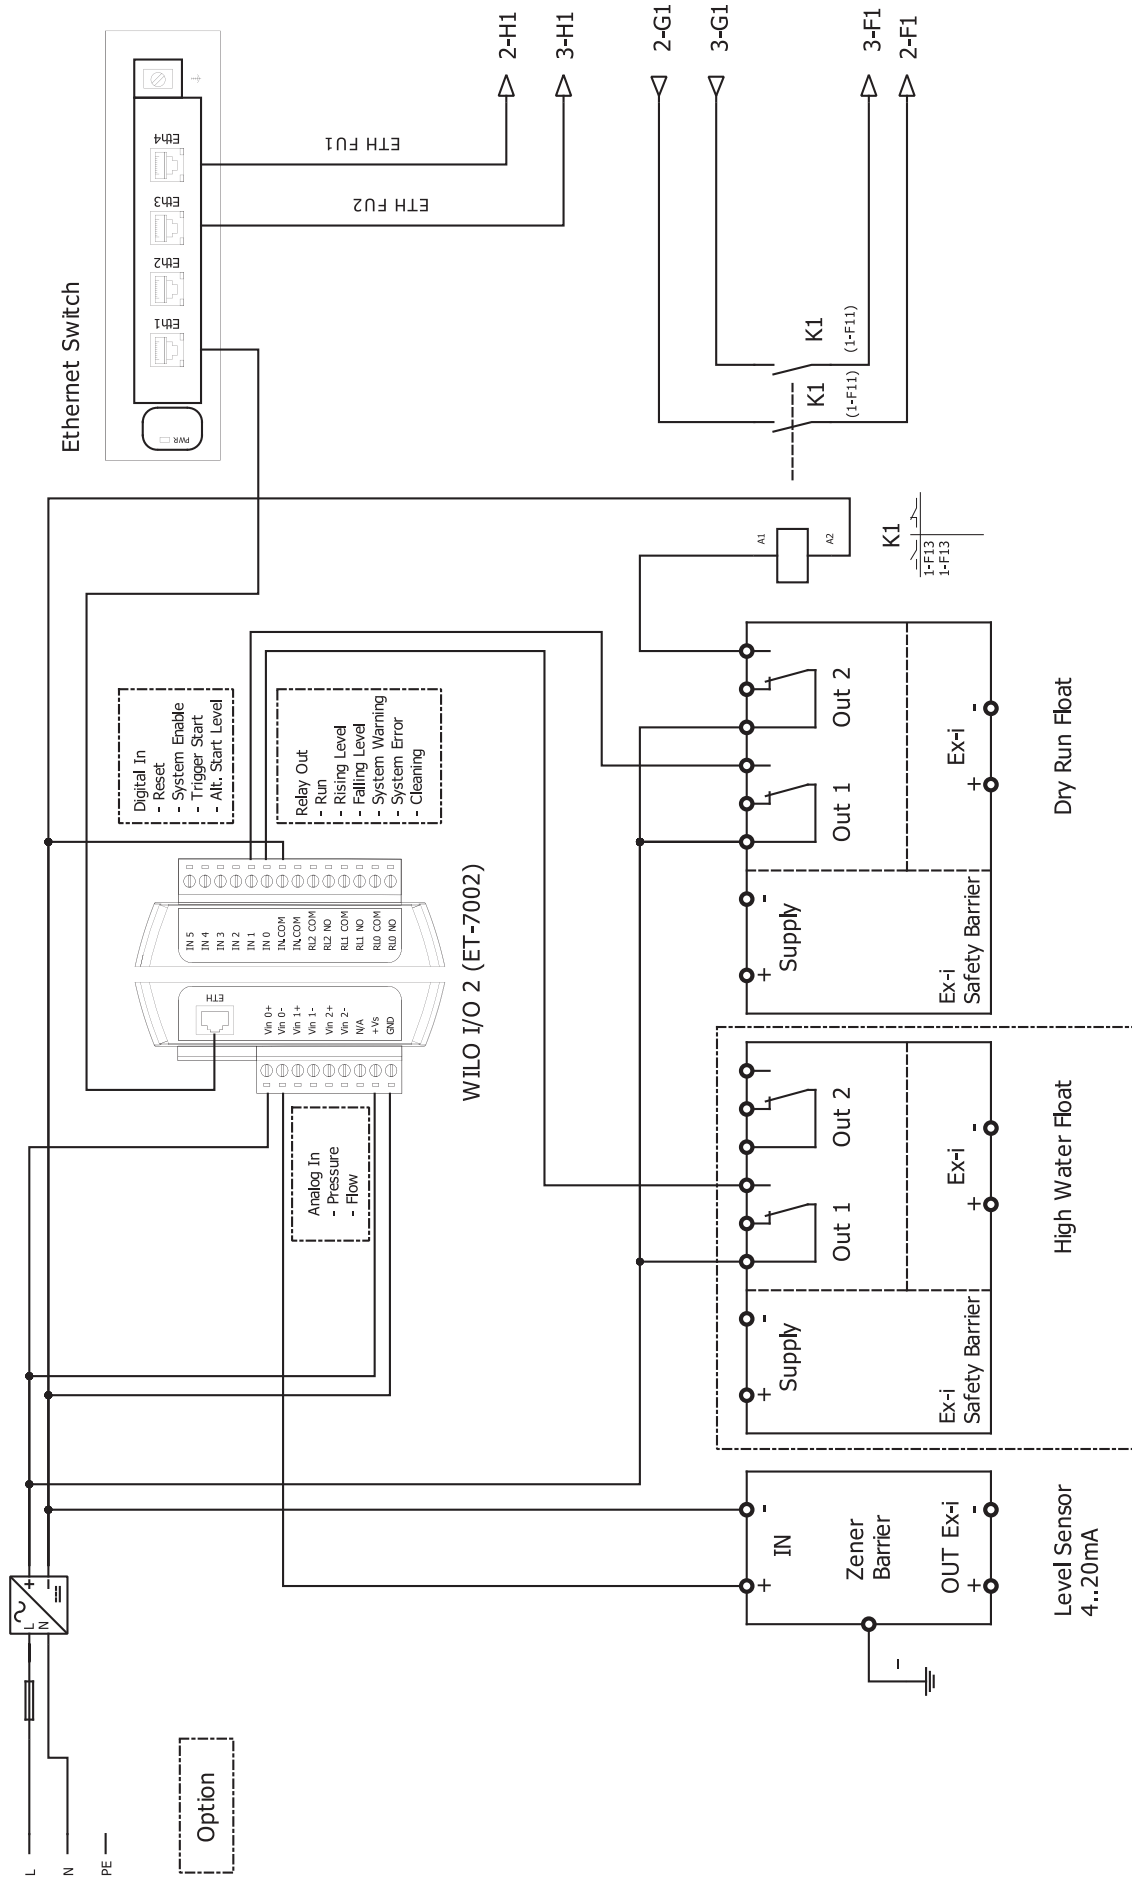 L
N
PE
Option
L
N
+
-
Ethernet Switch
PWR
Eth1
Eth2
Eth3
Eth4
ETH FU1
ETH FU2
2-H1
3-H1
2-G1
3-G1
3-F1
2-F1
K1
(1-F11)
K1
(1-F11)
Digital In
- Reset
- System Enable
- Trigger Start
- Alt. Start Level
Relay Out
- Run
- Rising Level
- Falling Level
- System Warning
- System Error
- Cleaning
IN 5
IN 4
IN 3
IN 2
IN 1
IN 0
IN.COM
IN.COM
RL2 COM
RL2 NO
RL1 COM
RL1 NO
RL0 COM
RL0 NO
ETH
Vin 0+
Vin 0-
Vin 1+
Vin 1-
Vin 2+
Vin 2-
N/A
+Vs
GND
WILO I/O 2 (ET-7002)
Analog In
- Pressure
- Flow
A1
A2
K1
1-F13
1-F13
+
-
IN
Zener
Barrier
OUT Ex-i
+
-
-
Level Sensor
4..20mA
+
-
Supply
Out 1
Out 2
Ex-i
Safety Barrier
Ex-i
+
-
High Water Float
+
-
Supply
Out 1
Out 2
Ex-i
Safety Barrier
Ex-i
+
-
Dry Run Float